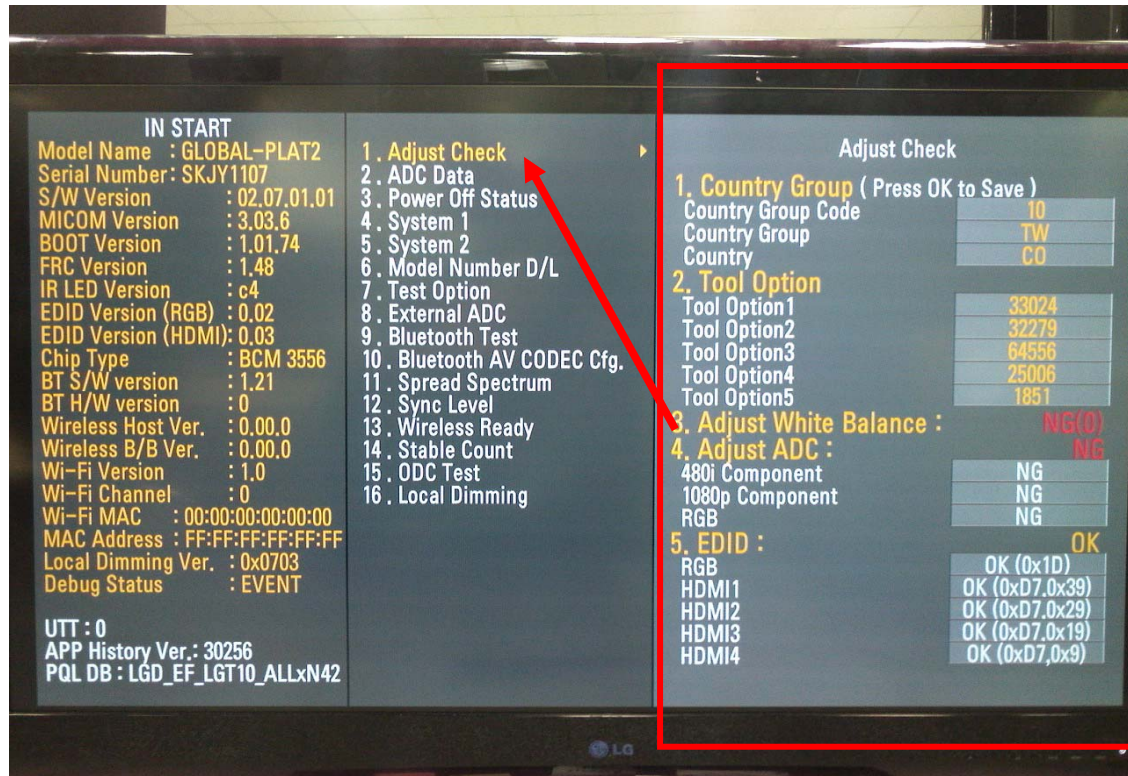 IN START
Model Name : GLOBAL-PLAT2
Serial Number : SKJY1107
S/W Version : 02.07.01.01
MICOM Version : 3.03.6
BOOT Version : 1.01.74
FRC Version : 1.48
IR LED Version : c4
EDID Version (RGB) : 0.02
EDID Version (HDMI): 0.03
Chip Type : BCM 3556
BT S/W version : 1.21
BT H/W version : 0
Wireless Host Ver. : 0.00.0
Wireless B/B Ver. : 0.00.0
Wi-Fi Version : 1.0
Wi-Fi Channel : 0
Wi-Fi MAC : 00:00:00:00:00:00
MAC Address : FF:FF:FF:FF:FF:FF
Local Dimming Ver. : 0x0703
Debug Status : EVENT
UTT : 0
APP History Ver.: 30256
PQL DB : LGD_EF_LGT10_ALLxN42
1 . Adjust Check
2 . ADC Data
3 . Power Off Status
4 . System 1
5 . System 2
6 . Model Number D/L
7 . Test Option
8 . External ADC
9 . Bluetooth Test
10 . Bluetooth AV CODEC Cfg.
11 . Spread Spectrum
12 . Sync Level
13 . Wireless Ready
14 . Stable Count
15 . ODC Test
16 . Local Dimming
Adjust Check
1. Country Group ( Press OK to Save )
Country Group Code 10
Country Group TW
Country CO
2. Tool Option
Tool Option1 33024
Tool Option2 32279
Tool Option3 64556
Tool Option4 25006
Tool Option5 1851
3. Adjust White Balance : NG(0)
4. Adjust ADC : NG
480i Component NG
1080p Component NG
RGB NG
5. EDID : OK
RGB OK (0x1D)
HDMI1 OK (0xD7,0x39)
HDMI2 OK (0xD7,0x29)
HDMI3 OK (0xD7,0x19)
HDMI4 OK (0xD7,0x9)
LG